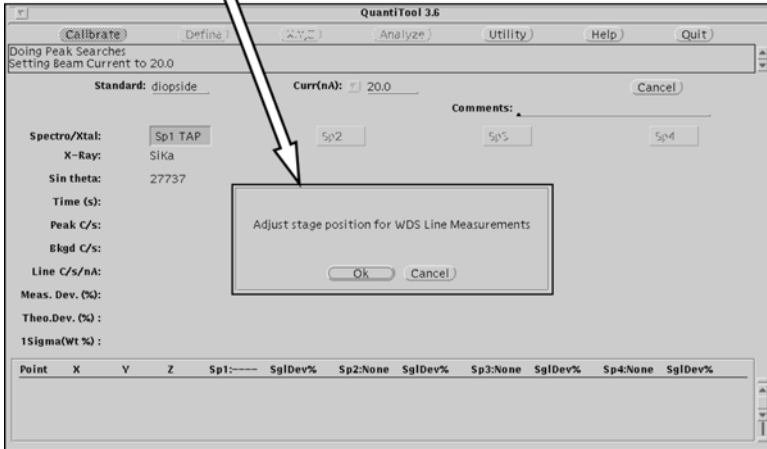 QuantiTool 3.6
Calibrate Define X,Y,Z Analyze Utility Help Quit
Doing Peak Searches
Setting Beam Current to 20.0
Standard: diopside Curr(nA): 20.0 Cancel
Comments:
Spectro/Xtal: Sp1 TAP Sp2 Sp3 Sp4
X-Ray: SiKa
Sin theta: 27737
Time (s):
Peak C/s:
Adjust stage position for WDS Line Measurements
Bkgd C/s:
Line C/s/nA:
Ok Cancel
Meas. Dev. (%):
Theo.Dev. (%) :
1Sigma(Wt %) :
Point X Y Z Sp1:---- SglDev% Sp2:None SglDev% Sp3:None SglDev% Sp4:None SglDev%